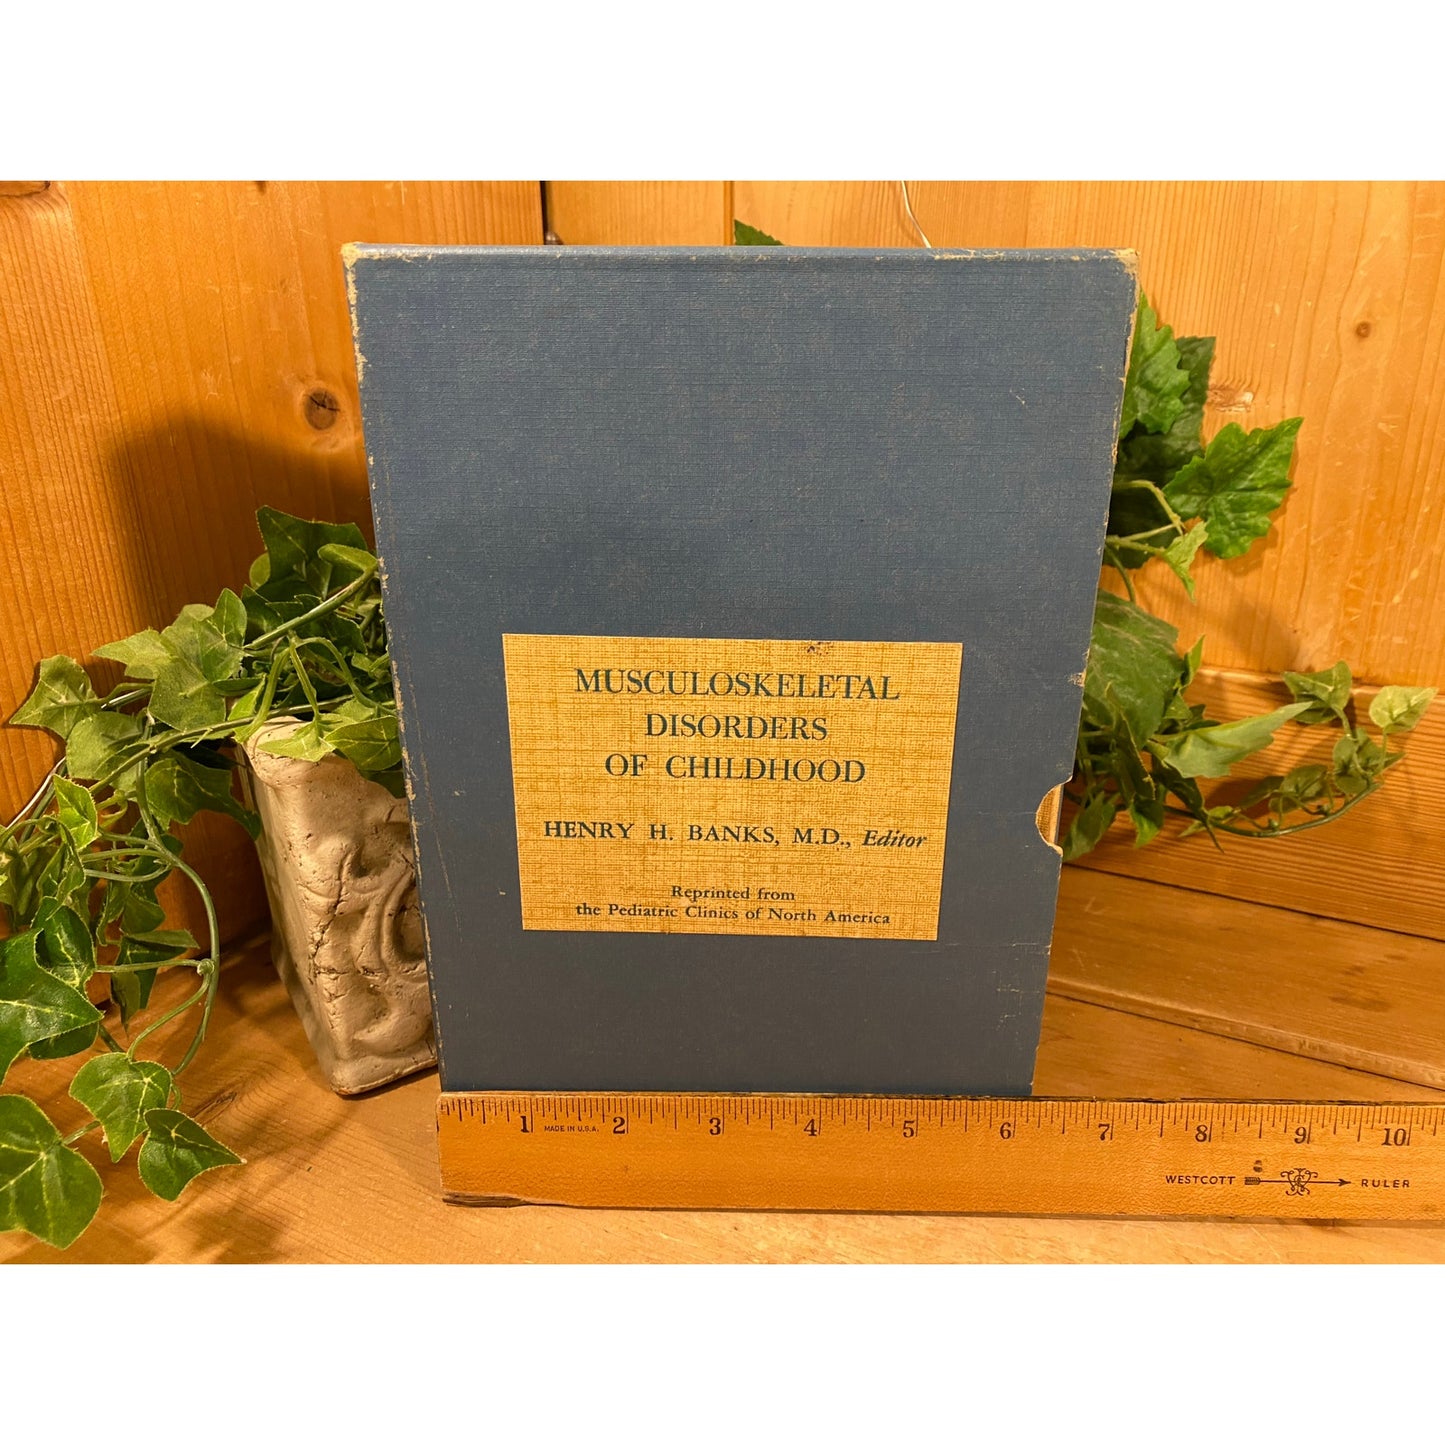 MUSCULOSKELETAL
DISORDERS
OF CHILDHOOD
HENRY H. BANKS, M.D., Editor
Reprinted from
the Pediatric Clinics of North America
1 MADE IN U.S.A. 2 3 4 5 6 7 8 9 10
WESTCOTT RULER